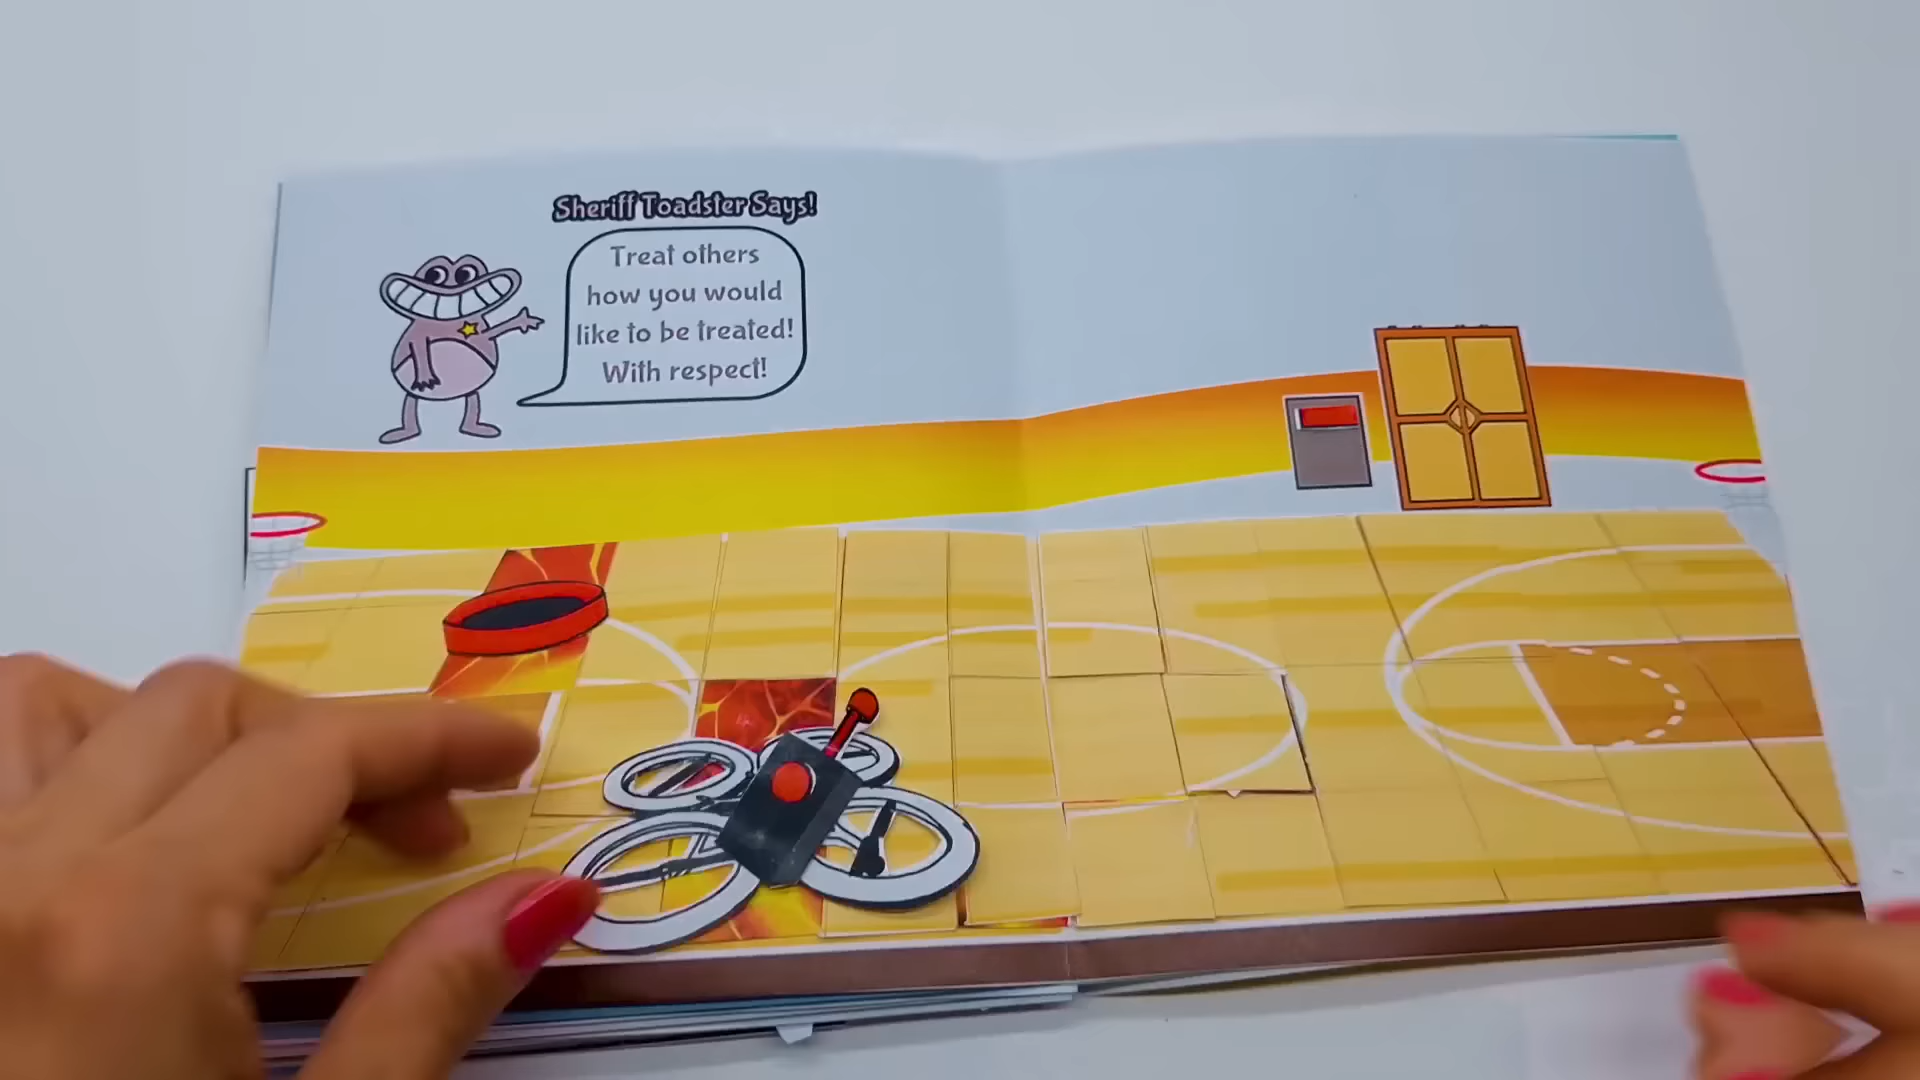 Sheriff Toadster Says!
Treat others
how you would
like to be treated!
With respect!